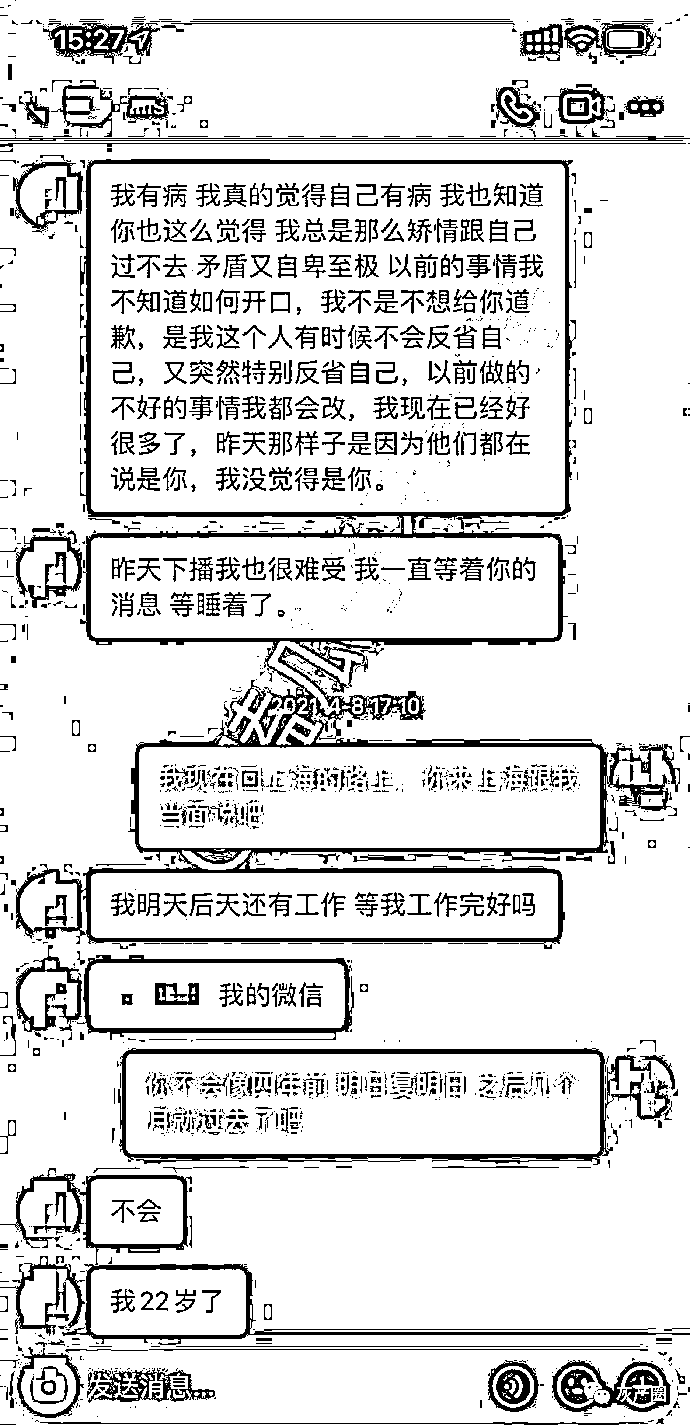 15:27
我有病 我真的觉得自己有病 我也知道
你也这么觉得 我总是那么矫情跟自己
过不去 矛盾又自卑至极 以前的事情我
不知道如何开口，我不是不想给你道
歉，是我这个人有时候不会反省自
己，又突然特别反省自己，以前做的
不好的事情我都会改，我现在已经好
很多了，昨天那样子是因为他们都在
说是你，我没觉得是你。
昨天下播我也很难受 我一直等着你的
消息 等睡着了。
2021-4-8 17:10
我现在回上海的路上，你来上海跟我
当面说吧
我明天后天还有工作 等我工作完好吗
我的微信
你不会像四年前 明日复明日 之后几个
月就过去了吧
不会
我22岁了
发送消息...
灰产圈